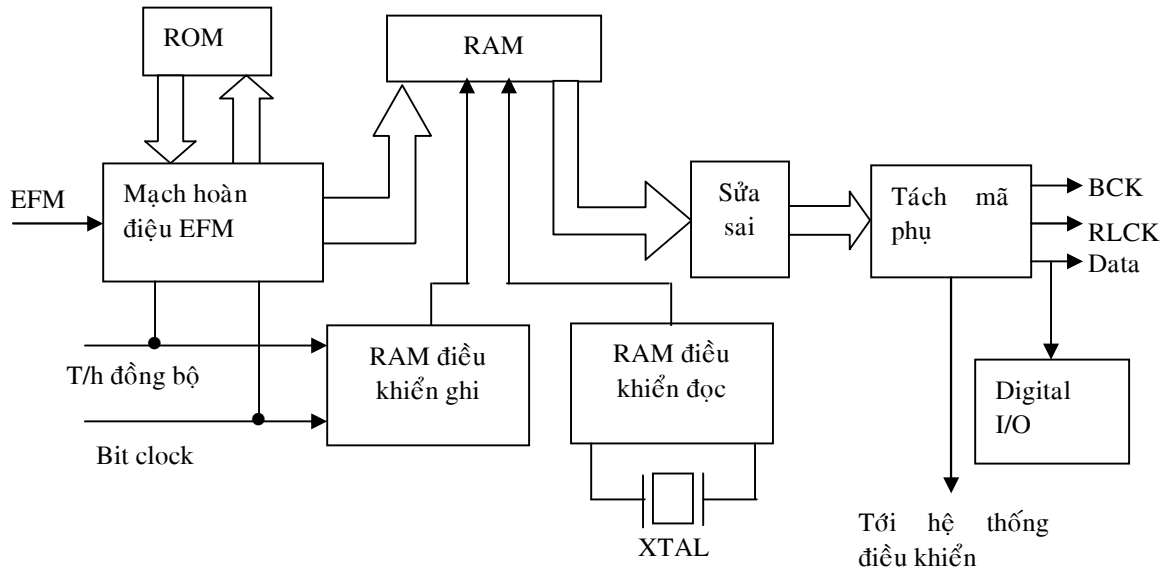 ROM
RAM
EFM
Mạch hoàn
điệu EFM
Sửa
sai
Tách mã
phụ
BCK
RLCK
Data
T/h đồng bộ
Bit clock
RAM điều
khiển ghi
RAM điều
khiển đọc
Digital
I/O
XTAL
Tới hệ thống
điều khiển